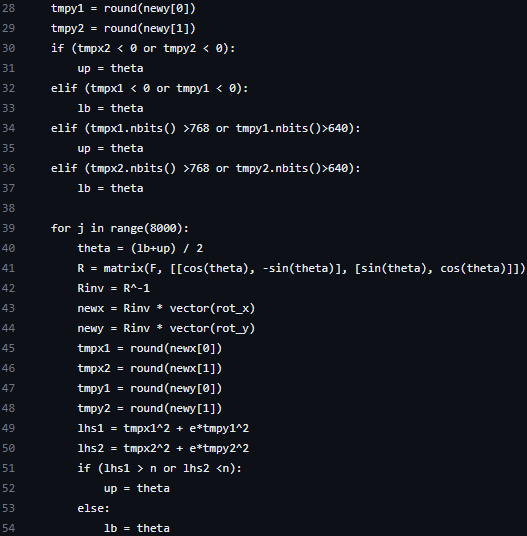 28 tmpy1 = round(newy[0])
29 tmpy2 = round(newy[1])
30 if (tmpx2 < 0 or tmpy2 < 0):
31 up = theta
32 elif (tmpx1 < 0 or tmpy1 < 0):
33 lb = theta
34 elif (tmpx1.nbits() >768 or tmpy1.nbits()>640):
35 up = theta
36 elif (tmpx2.nbits() >768 or tmpy2.nbits()>640):
37 lb = theta
38
39 for j in range(8000):
40 theta = (lb+up) / 2
41 R = matrix(F, [[cos(theta), -sin(theta)], [sin(theta), cos(theta)]])
42 Rinv = R^-1
43 newx = Rinv * vector(rot_x)
44 newy = Rinv * vector(rot_y)
45 tmpx1 = round(newx[0])
46 tmpx2 = round(newx[1])
47 tmpy1 = round(newy[0])
48 tmpy2 = round(newy[1])
49 lhs1 = tmpx1^2 + e*tmpy1^2
50 lhs2 = tmpx2^2 + e*tmpy2^2
51 if (lhs1 > n or lhs2 <n):
52 up = theta
53 else:
54 lb = theta